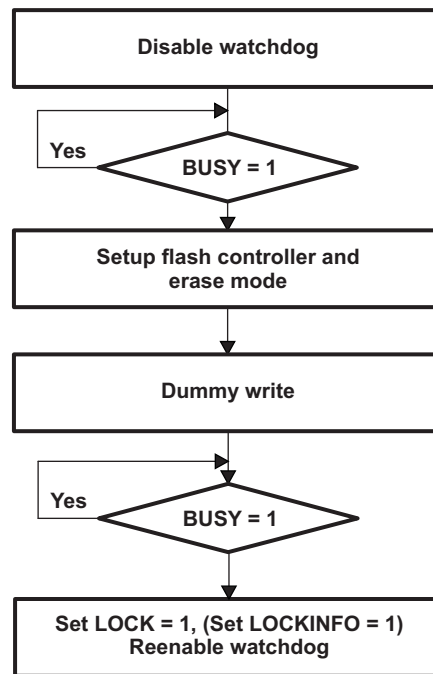 Disable watchdog
Yes
BUSY = 1
Setup flash controller and
erase mode
Dummy write
Yes
BUSY = 1
Set LOCK = 1, (Set LOCKINFO = 1)
Reenable watchdog